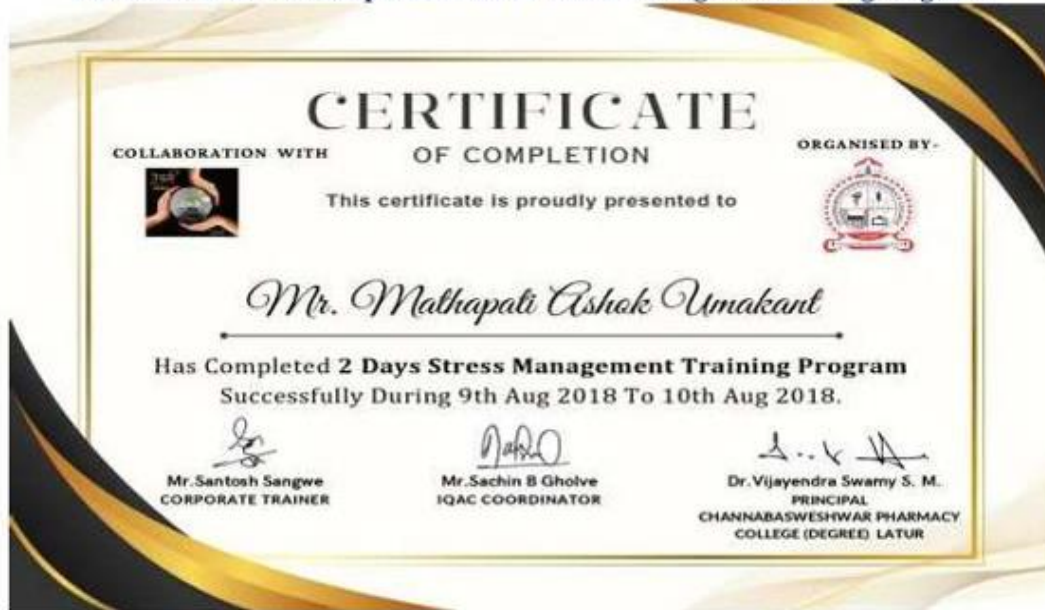 CERTIFICATE
OF COMPLETION
COLLABORATION WITH
ORGANISED BY-
This certificate is proudly presented to
Mr. Mathapati Ashok Umakant
Has Completed 2 Days Stress Management Training Program
Successfully During 9th Aug 2018 To 10th Aug 2018.
Mr.Santosh Sangwe
CORPORATE TRAINER
Mr.Sachin B Gholve
IQAC COORDINATOR
Dr.Vijayendra Swamy S. M.
PRINCIPAL
CHANNABASWESHWAR PHARMACY
COLLEGE (DEGREE) LATUR